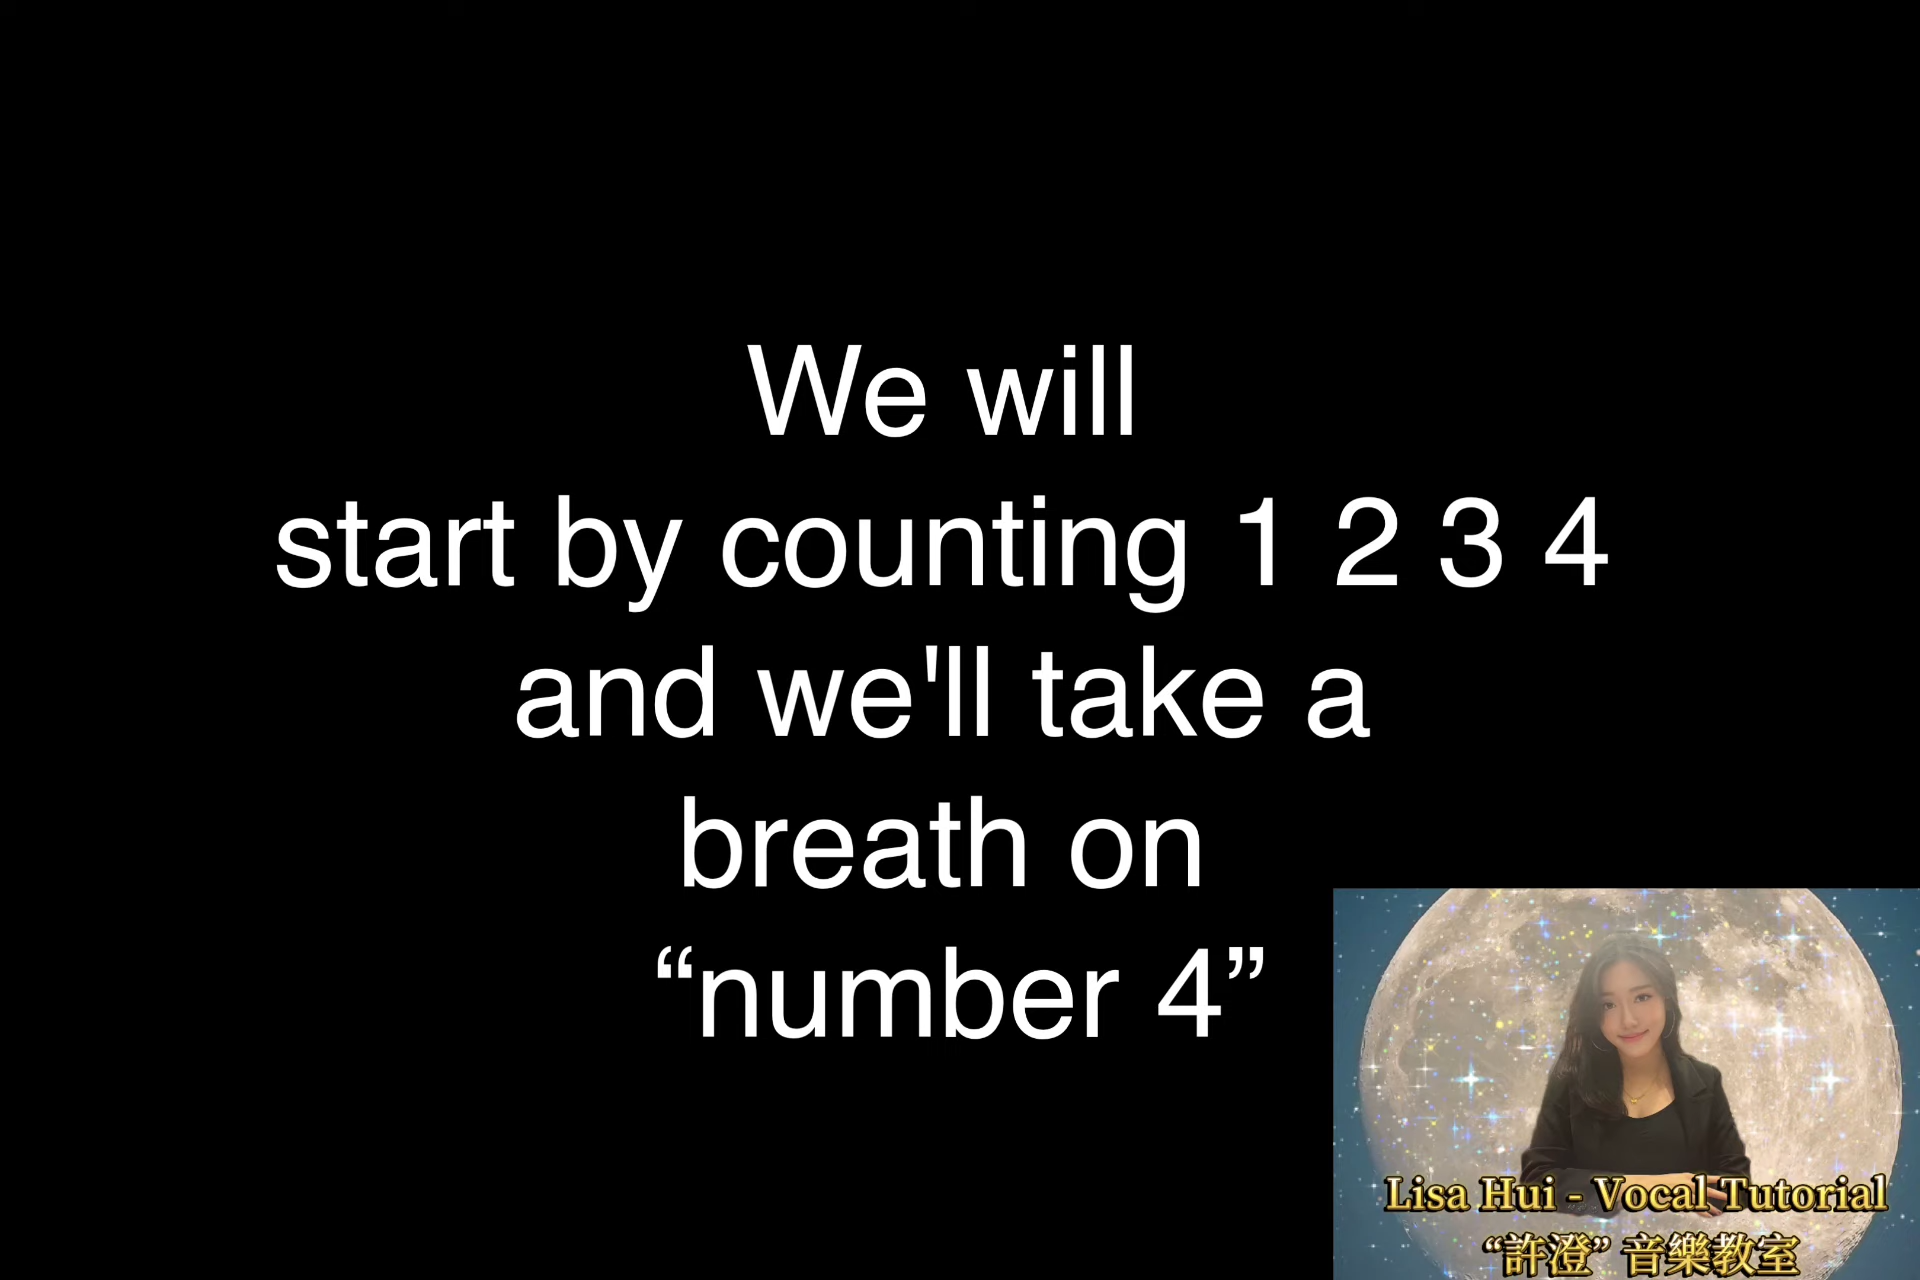 We will
start by counting 1 2 3 4
and we'll take a
breath on
“number 4”
Lisa Hui - Vocal Tutorial
“許澄” 音樂教室